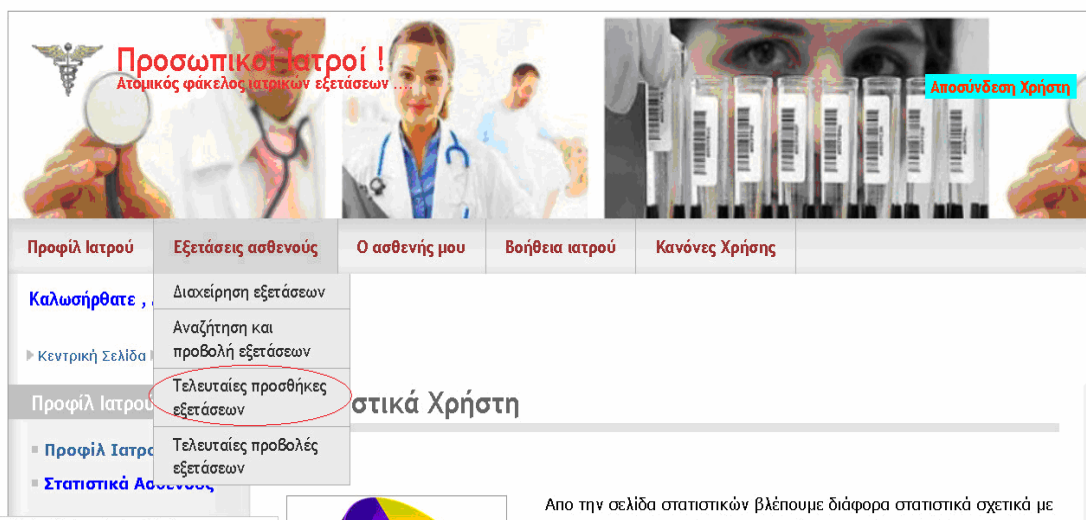 Προσωπικοί Ιατροί !
Ατομικός φάκελος ιατρικών εξετάσεων ....
Αποσύνδεση Χρήστη
Προφίλ Ιατρού
Εξετάσεις ασθενούς
Ο ασθενής μου
Βοήθεια ιατρού
Κανόνες Χρήσης
Καλωσήρθατε , .
Διαχείρηση εξετάσεων
Αναζήτηση και
προβολή εξετάσεων
Τελευταίες προσθήκες
εξετάσεων
Τελευταίες προβολές
εξετάσεων
Κεντρική Σελίδα
Προφίλ Ιατρού
στικά Χρήστη
Προφίλ Ιατρο
Στατιστικά Ασθενούς
Απο την σελίδα στατιστικών βλέπουμε διάφορα στατιστικά σχετικά με